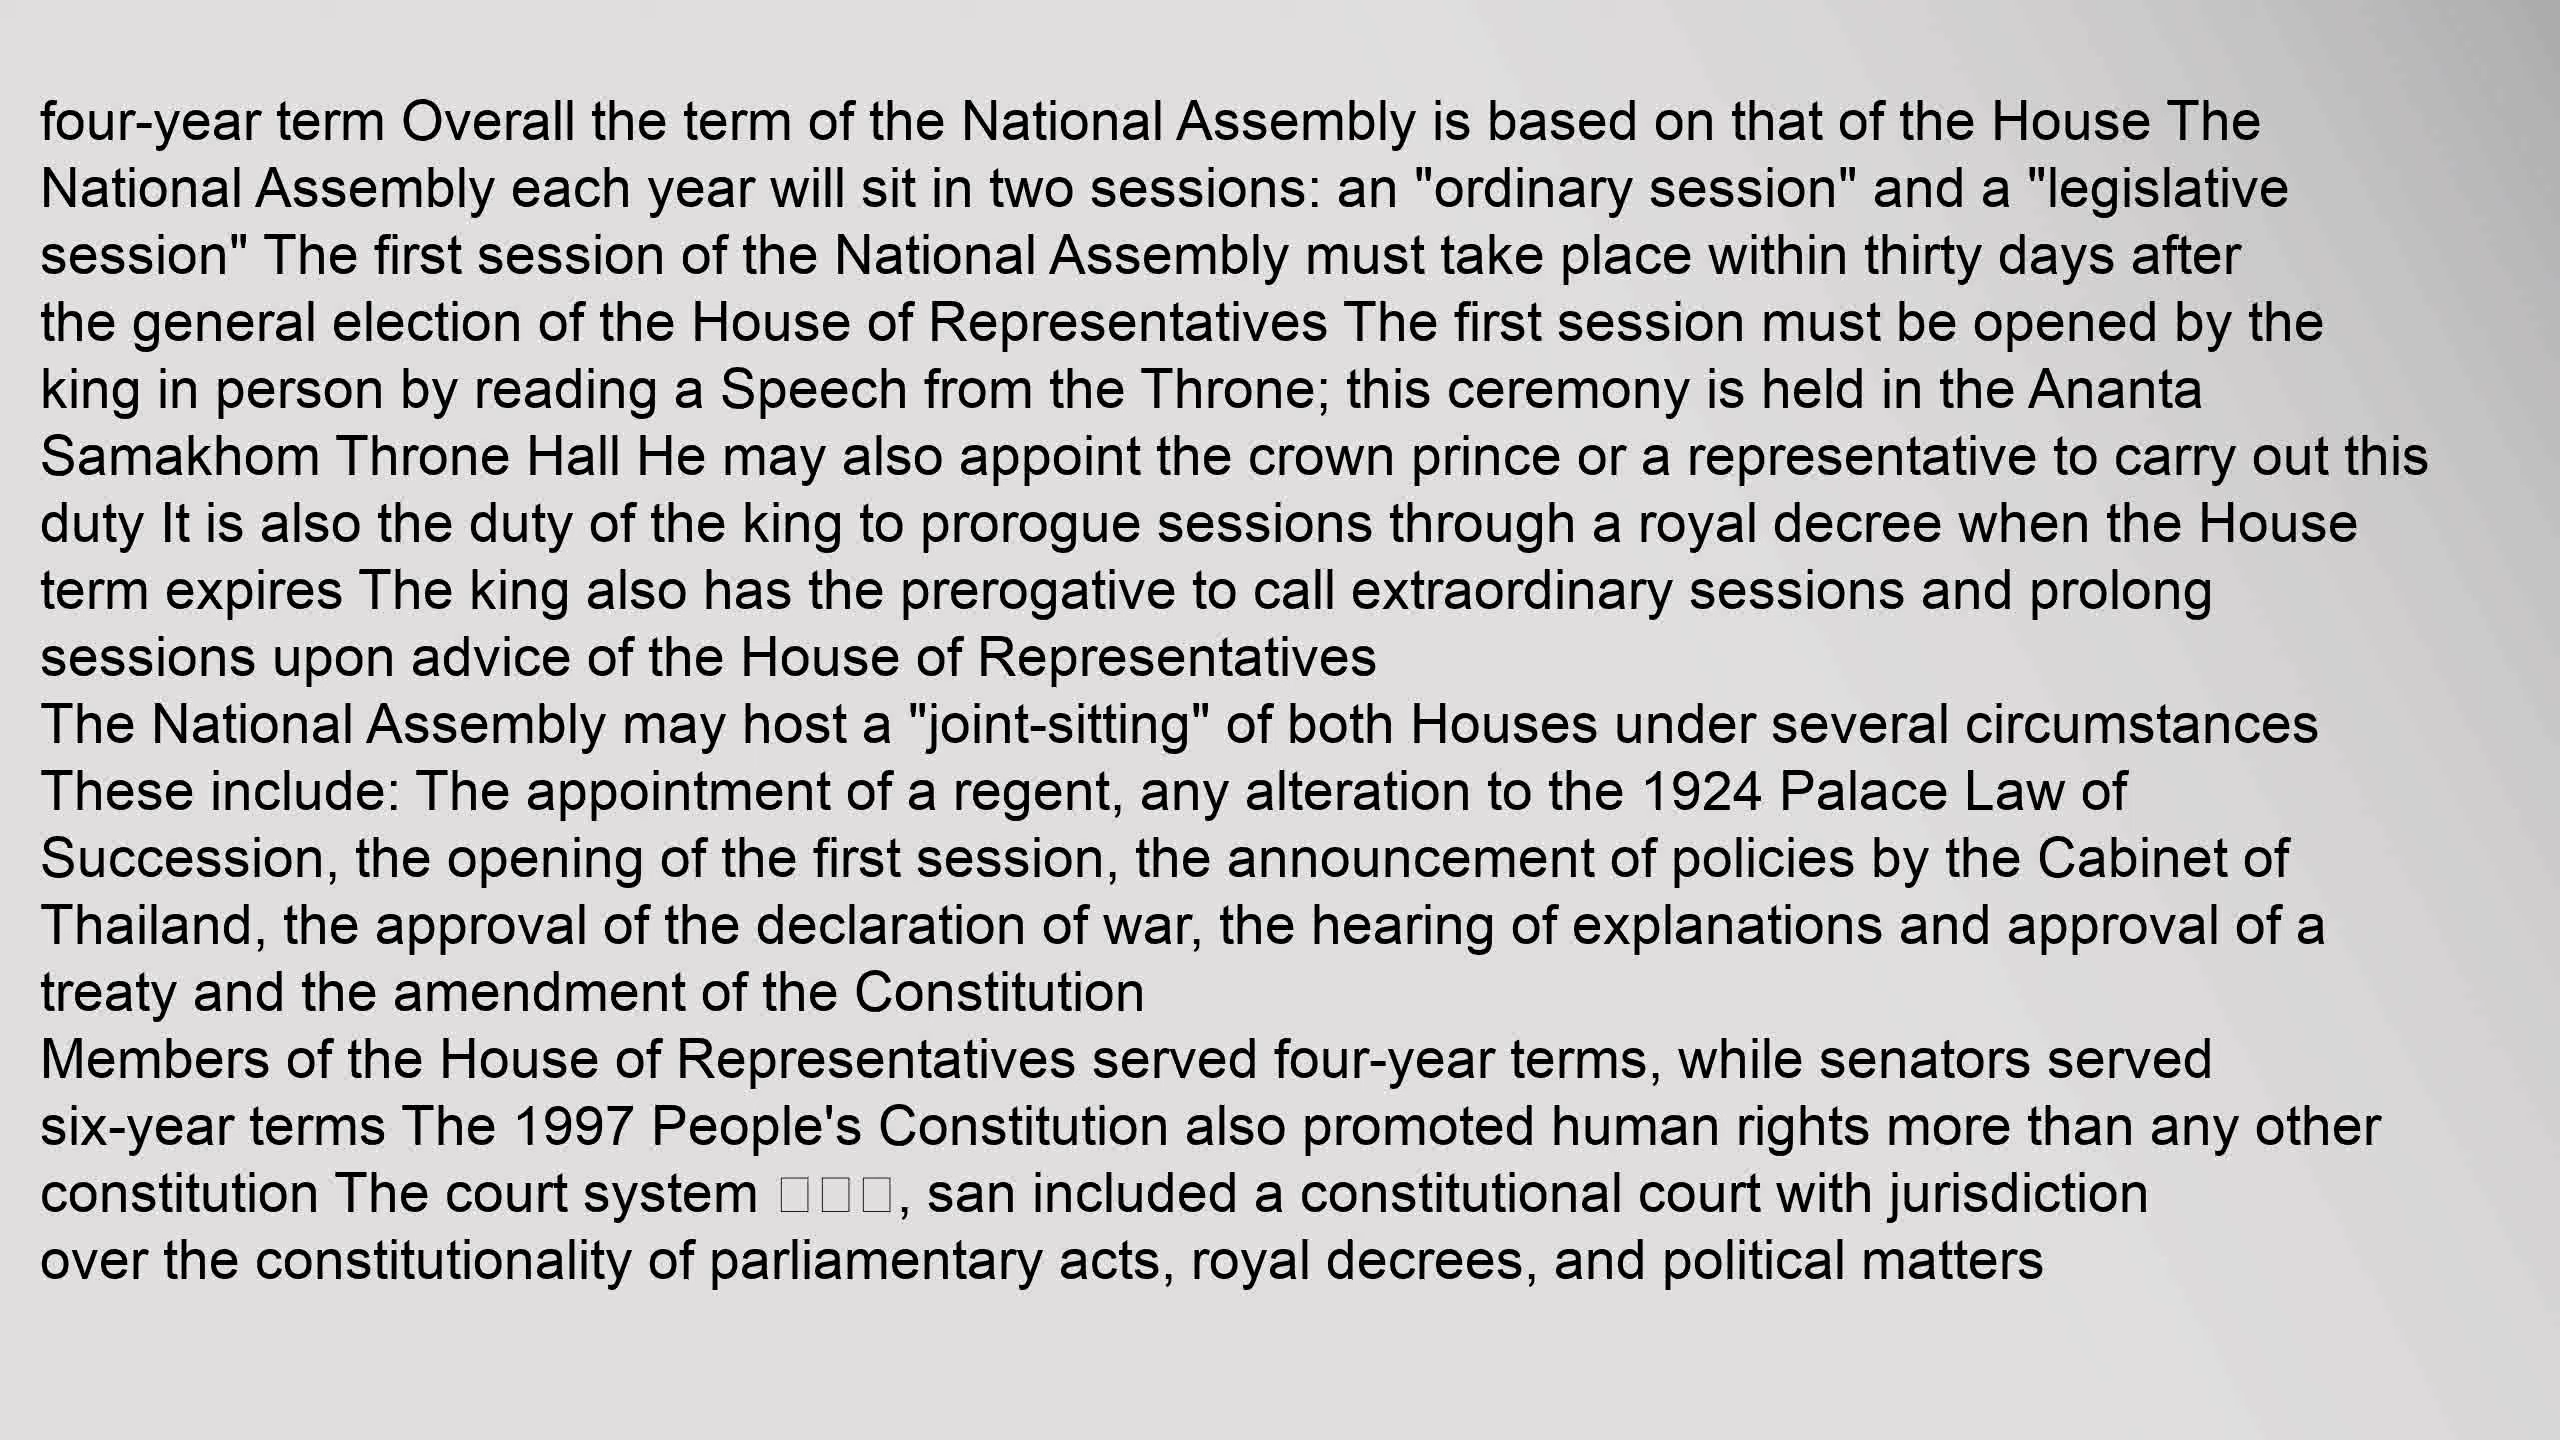 four-year term Overall the term of the National Assembly is based on that of the House The
National Assembly each year will sit in two sessions: an "ordinary session" and a "legislative
session" The first session of the National Assembly must take place within thirty days after
the general election of the House of Representatives The first session must be opened by the
king in person by reading a Speech from the Throne; this ceremony is held in the Ananta
Samakhom Throne Hall He may also appoint the crown prince or a representative to carry out this
duty It is also the duty of the king to prorogue sessions through a royal decree when the House
term expires The king also has the prerogative to call extraordinary sessions and prolong
sessions upon advice of the House of Representatives
The National Assembly may host a "joint-sitting" of both Houses under several circumstances
These include: The appointment of a regent, any alteration to the 1924 Palace Law of
Succession, the opening of the first session, the announcement of policies by the Cabinet of
Thailand, the approval of the declaration of war, the hearing of explanations and approval of a
treaty and the amendment of the Constitution
Members of the House of Representatives served four-year terms, while senators served
six-year terms The 1997 People's Constitution also promoted human rights more than any other
constitution The court system □□□, san included a constitutional court with jurisdiction
over the constitutionality of parliamentary acts, royal decrees, and political matters